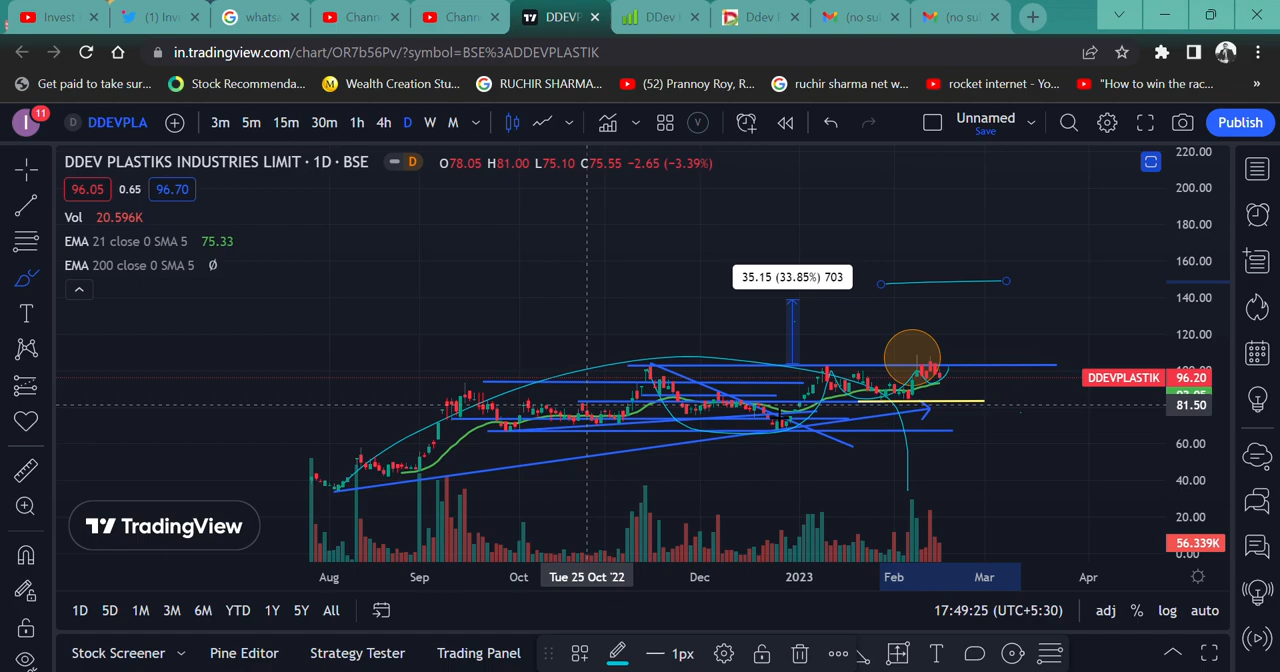 Invest
(1) Inv
whats
Chann
Chann
DDEVP
DDev
Ddev
(no su
(no su
in.tradingview.com/chart/OR7b56Pv/?symbol=BSE%3ADDEVPLASTIK
Get paid to take sur...
Stock Recommenda...
Wealth Creation Stu...
RUCHIR SHARMA...
(52) Prannoy Roy, R...
ruchir sharma net w...
rocket internet - Yo...
"How to win the rac...
»
I
11
D
DDEVPLA
3m 5m 15m 30m 1h 4h D W M
V
Unnamed
Save
Publish
DDEV PLASTIKS INDUSTRIES LIMIT · 1D · BSE
D
O78.05 H81.00 L75.10 C75.55 −2.65 (−3.39%)
96.05
0.65
96.70
Vol 20.596K
EMA 21 close 0 SMA 5 75.33
EMA 200 close 0 SMA 5 Ø
35.15 (33.85%) 703
220.00
200.00
180.00
160.00
140.00
120.00
DDEVPLASTIK
96.20
81.50
60.00
40.00
20.00
56.339K
0.00
TradingView
Aug
Sep
Oct
Tue 25 Oct '22
Dec
2023
Feb
Mar
Apr
1D 5D 1M 3M 6M YTD 1Y 5Y All
17:49:25 (UTC+5:30)
adj % log auto
Stock Screener
Pine Editor
Strategy Tester
Trading Panel
1px
T